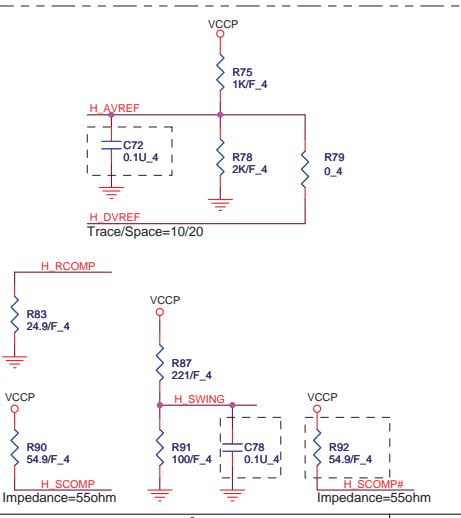 VCCP
R75
1K/F_4
H_AVREF
C72
0.1U_4
R78
2K/F_4
R79
0_4
H_DVREF
Trace/Space=10/20
H_RCOMP
R83
24.9/F_4
VCCP
R87
221/F_4
H_SWING
VCCP
R90
54.9/F_4
H_SCOMP
Impedance=55ohm
R91
100/F_4
C78
0.1U_4
VCCP
R92
54.9/F_4
H_SCOMP#
Impedance=55ohm